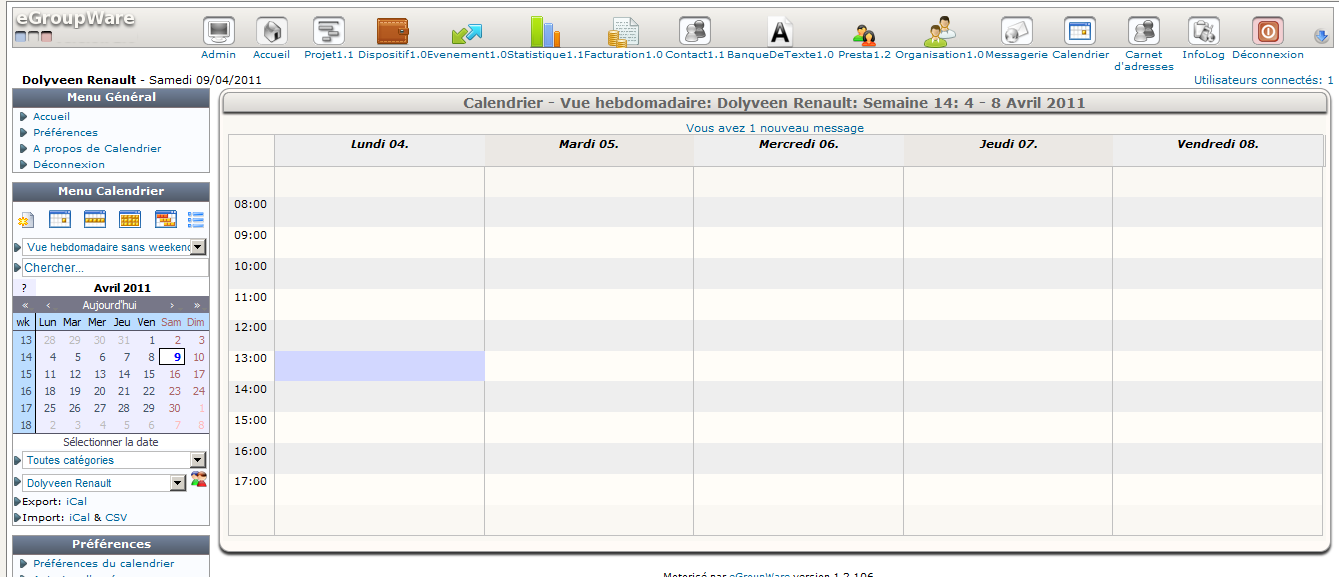 eGroupWare
Admin Accueil Projet1.1 Dispositif1.0 Evenement1.0 Statistique1.1 Facturation1.0 Contact1.1 BanqueDeTexte1.0 Presta1.2 Organisation1.0 Messagerie Calendrier Carnet d'adresses InfoLog Déconnexion
Dolyveen Renault - Samedi 09/04/2011
Utilisateurs connectés: 1
Menu Général
Accueil
Préférences
A propos de Calendrier
Déconnexion
Menu Calendrier
Vue hebdomadaire sans weekend
Chercher...
? Avril 2011
« ‹ Aujourd'hui › »
wk Lun Mar Mer Jeu Ven Sam Dim
13 28 29 30 31 1 2 3
14 4 5 6 7 8 9 10
15 11 12 13 14 15 16 17
16 18 19 20 21 22 23 24
17 25 26 27 28 29 30 1
18 2 3 4 5 6 7 8
Sélectionner la date
Toutes catégories
Dolyveen Renault
Export: iCal
Import: iCal & CSV
Préférences
Préférences du calendrier
Calendrier - Vue hebdomadaire: Dolyveen Renault: Semaine 14: 4 - 8 Avril 2011
Vous avez 1 nouveau message
Lundi 04. Mardi 05. Mercredi 06. Jeudi 07. Vendredi 08.
08:00
09:00
10:00
11:00
12:00
13:00
14:00
15:00
16:00
17:00
Motorisé par eGroupWare version 1.2.106